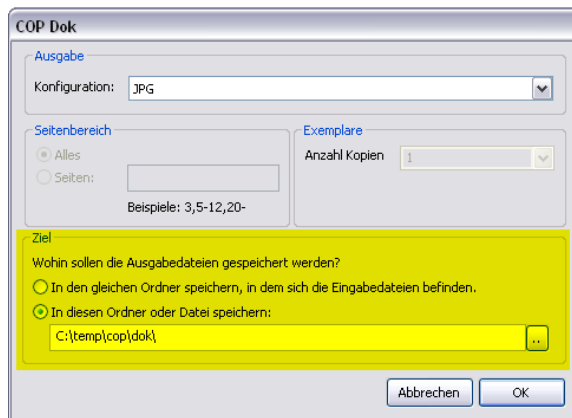 COP Dok
Ausgabe
Konfiguration: JPG
Seitenbereich
Alles
Seiten:
Beispiele: 3,5-12,20-
Exemplare
Anzahl Kopien 1
Ziel
Wohin sollen die Ausgabedateien gespeichert werden?
In den gleichen Ordner speichern, in dem sich die Eingabedateien befinden.
In diesen Ordner oder Datei speichern:
C:\temp\cop\dok\ ..
Abbrechen OK